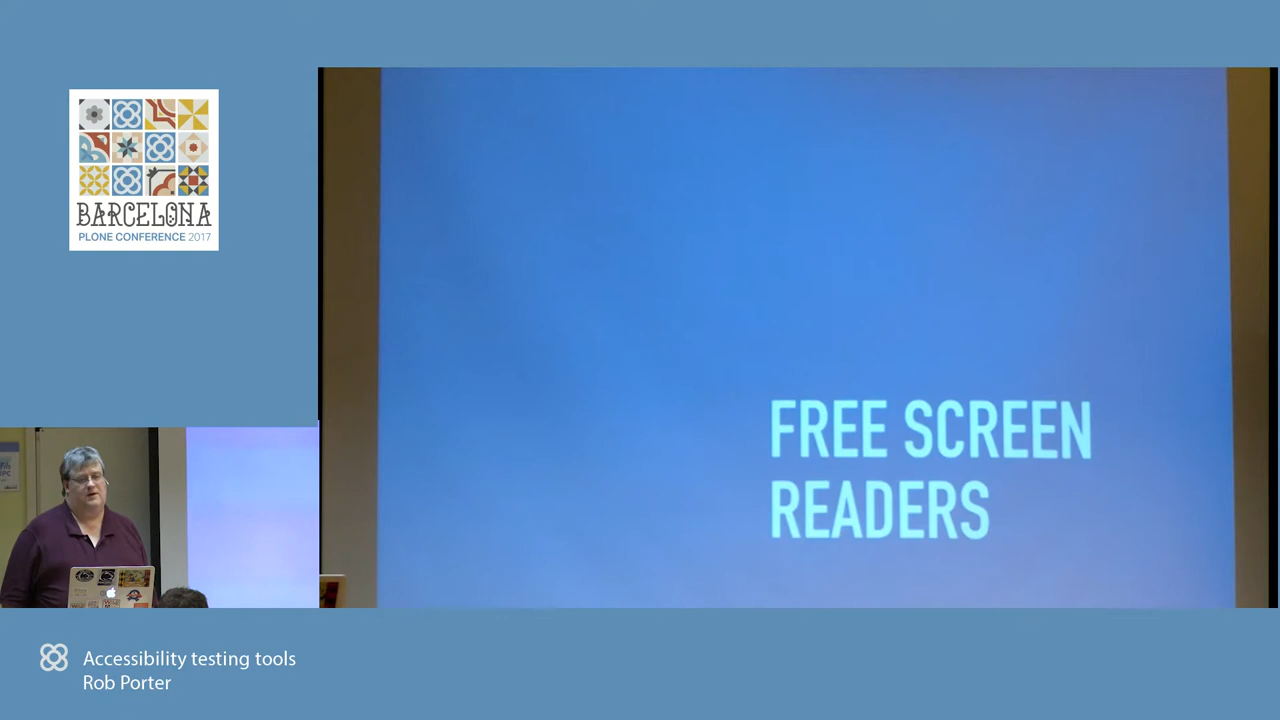 BARCELONA
PLONE CONFERENCE 2017
FREE SCREEN
READERS
Accessibility testing tools
Rob Porter